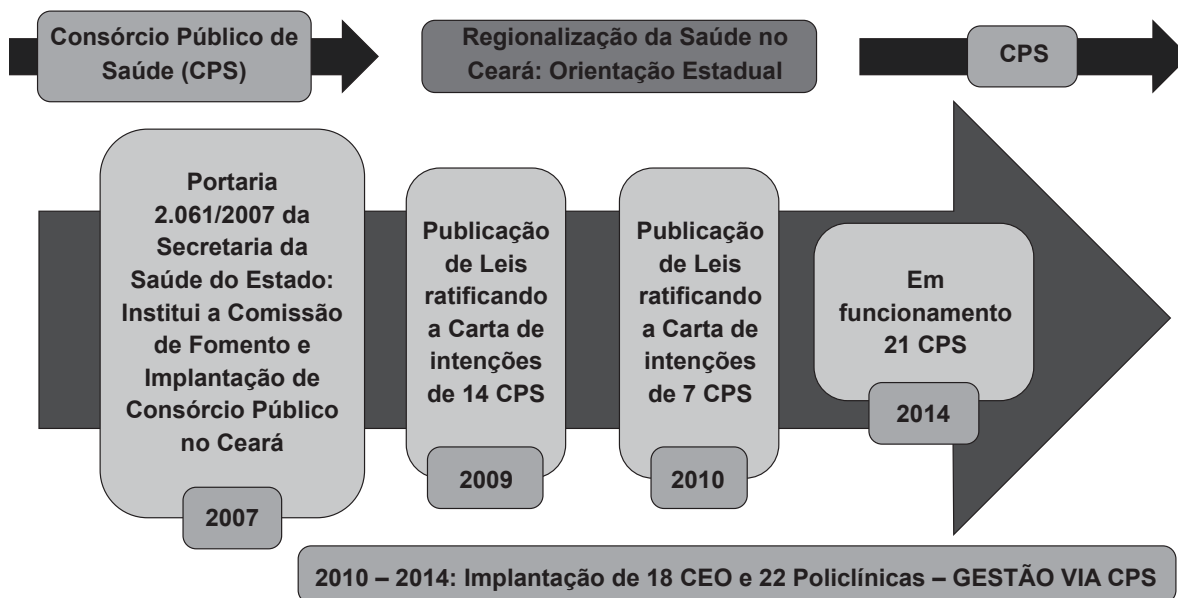 Consórcio Público de
Saúde (CPS)
Regionalização da Saúde no
Ceará: Orientação Estadual
CPS
Portaria
2.061/2007 da
Secretaria da
Saúde do Estado:
Institui a Comissão
de Fomento e
Implantação de
Consórcio Público
no Ceará
2007
Publicação
de Leis
ratificando
a Carta de
intenções
de 14 CPS
2009
Publicação
de Leis
ratificando
a Carta de
intenções
de 7 CPS
2010
Em
funcionamento
21 CPS
2014
2010 – 2014: Implantação de 18 CEO e 22 Policlínicas – GESTÃO VIA CPS